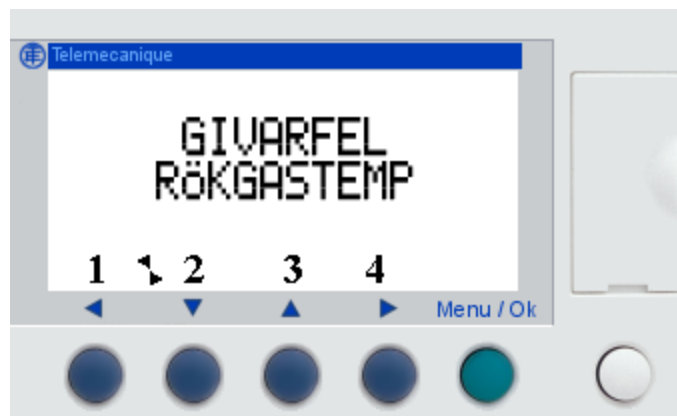 Telemecanique
GIVARFEL
RöKGASTEMP
1 2 3 4
Menu / Ok